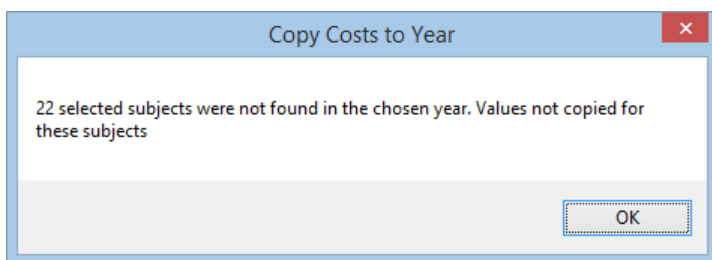 Copy Costs to Year
22 selected subjects were not found in the chosen year. Values not copied for
these subjects
OK